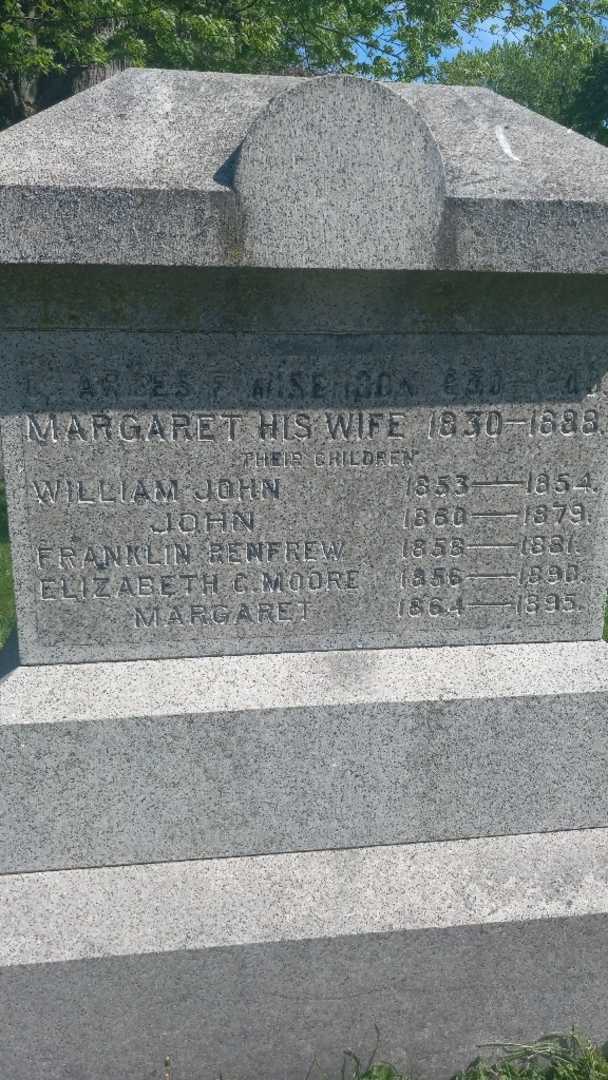 MARGARET HIS WIFE 1830—1888.
THEIR CHILDREN
WILLIAM JOHN 1853—1854.
JOHN 1860—1879.
FRANKLIN RENFREW 1858—1881.
ELIZABETH C. MOORE 1856—1890.
MARGARET 1864—1895.